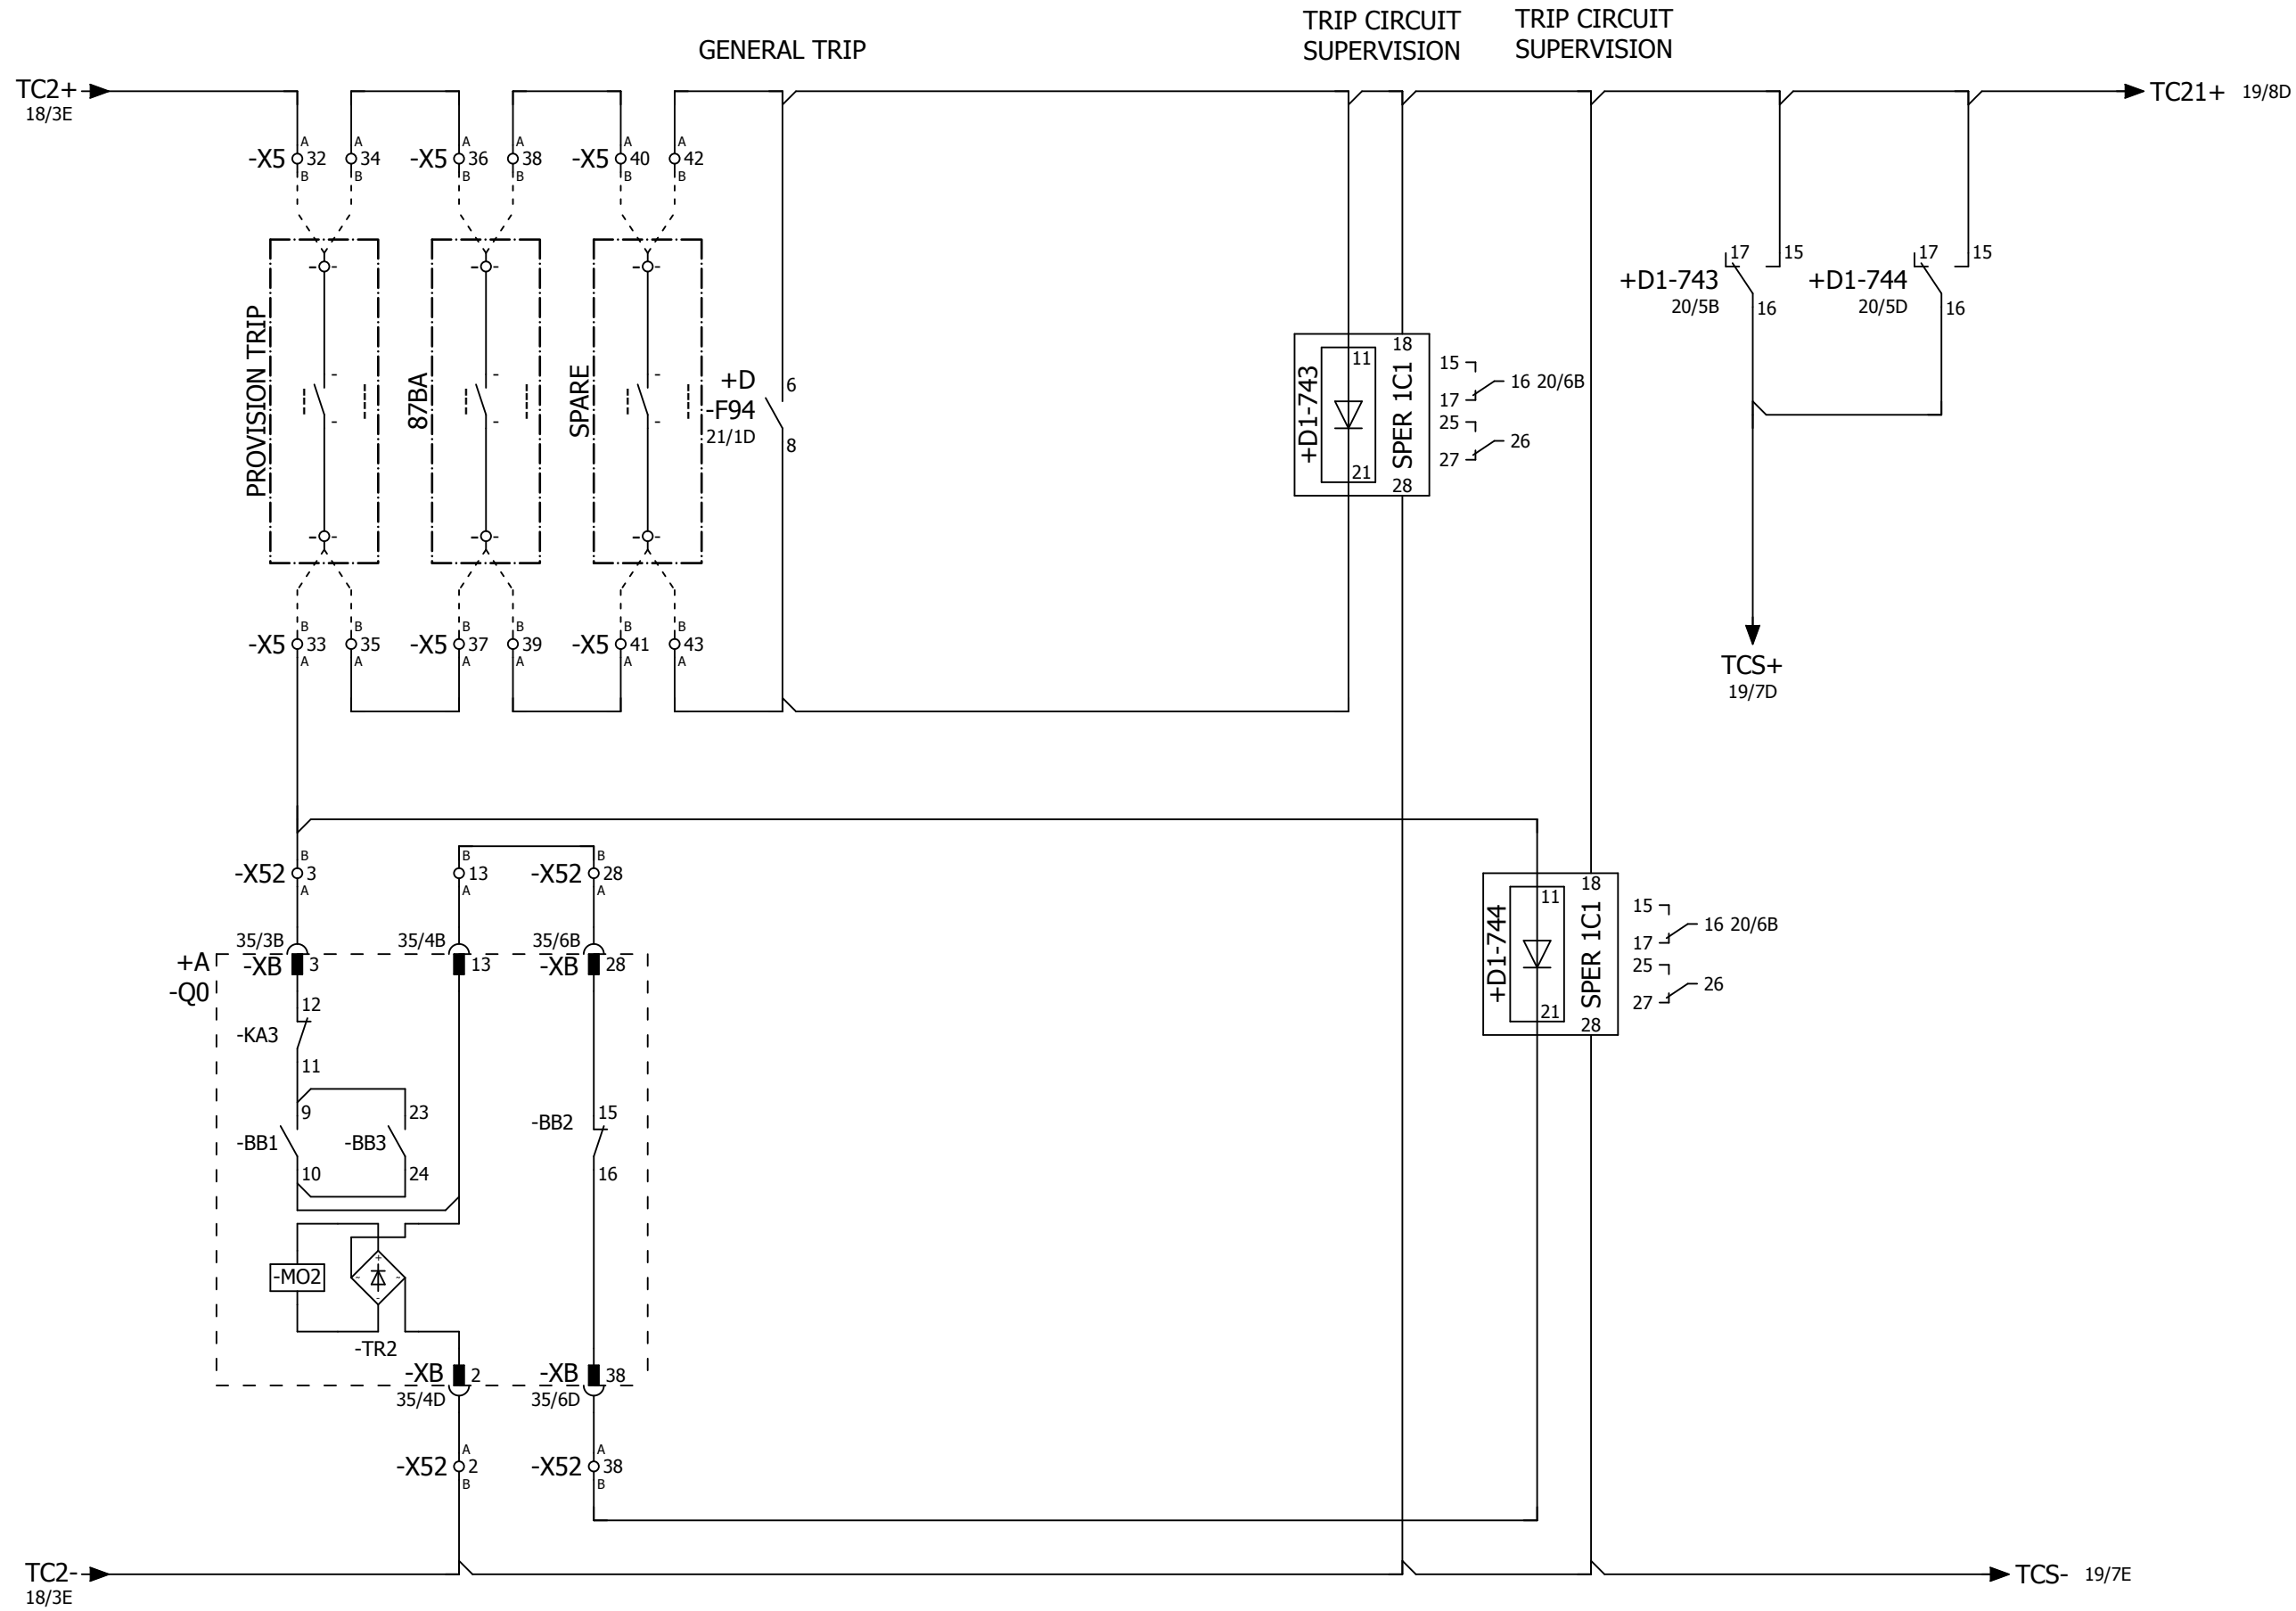 TRIP CIRCUIT
SUPERVISION
TRIP CIRCUIT
SUPERVISION
GENERAL TRIP
TC2+
18/3E
TC21+ 19/8D
-X5 32 A B
34 A B
-X5 36 A B
38 A B
-X5 40 A B
42 A B
PROVISION TRIP
87BA
SPARE
+D
-F94
21/1D
6
8
+D1-743
11
21
SPER 1C1
18
28
15
16 20/6B
17
25
26
27
+D1-743
20/5B
17
15
16
+D1-744
20/5D
17
15
16
TCS+
19/7D
-X5 33 B A
35 B A
-X5 37 B A
39 B A
-X5 41 B A
43 B A
-X52 3 B A
13 B A
-X52 28 B A
35/3B
35/4B
35/6B
+A
-Q0
-XB 3
13
-XB 28
12
-KA3
11
9
-BB1
10
23
-BB3
24
15
-BB2
16
-MO2
+
~ ~
-
-TR2
+D1-744
11
21
SPER 1C1
18
28
15
16 20/6B
17
25
26
27
-XB 2
35/4D
-XB 38
35/6D
-X52 2 A B
-X52 38 A B
TC2-
18/3E
TCS- 19/7E